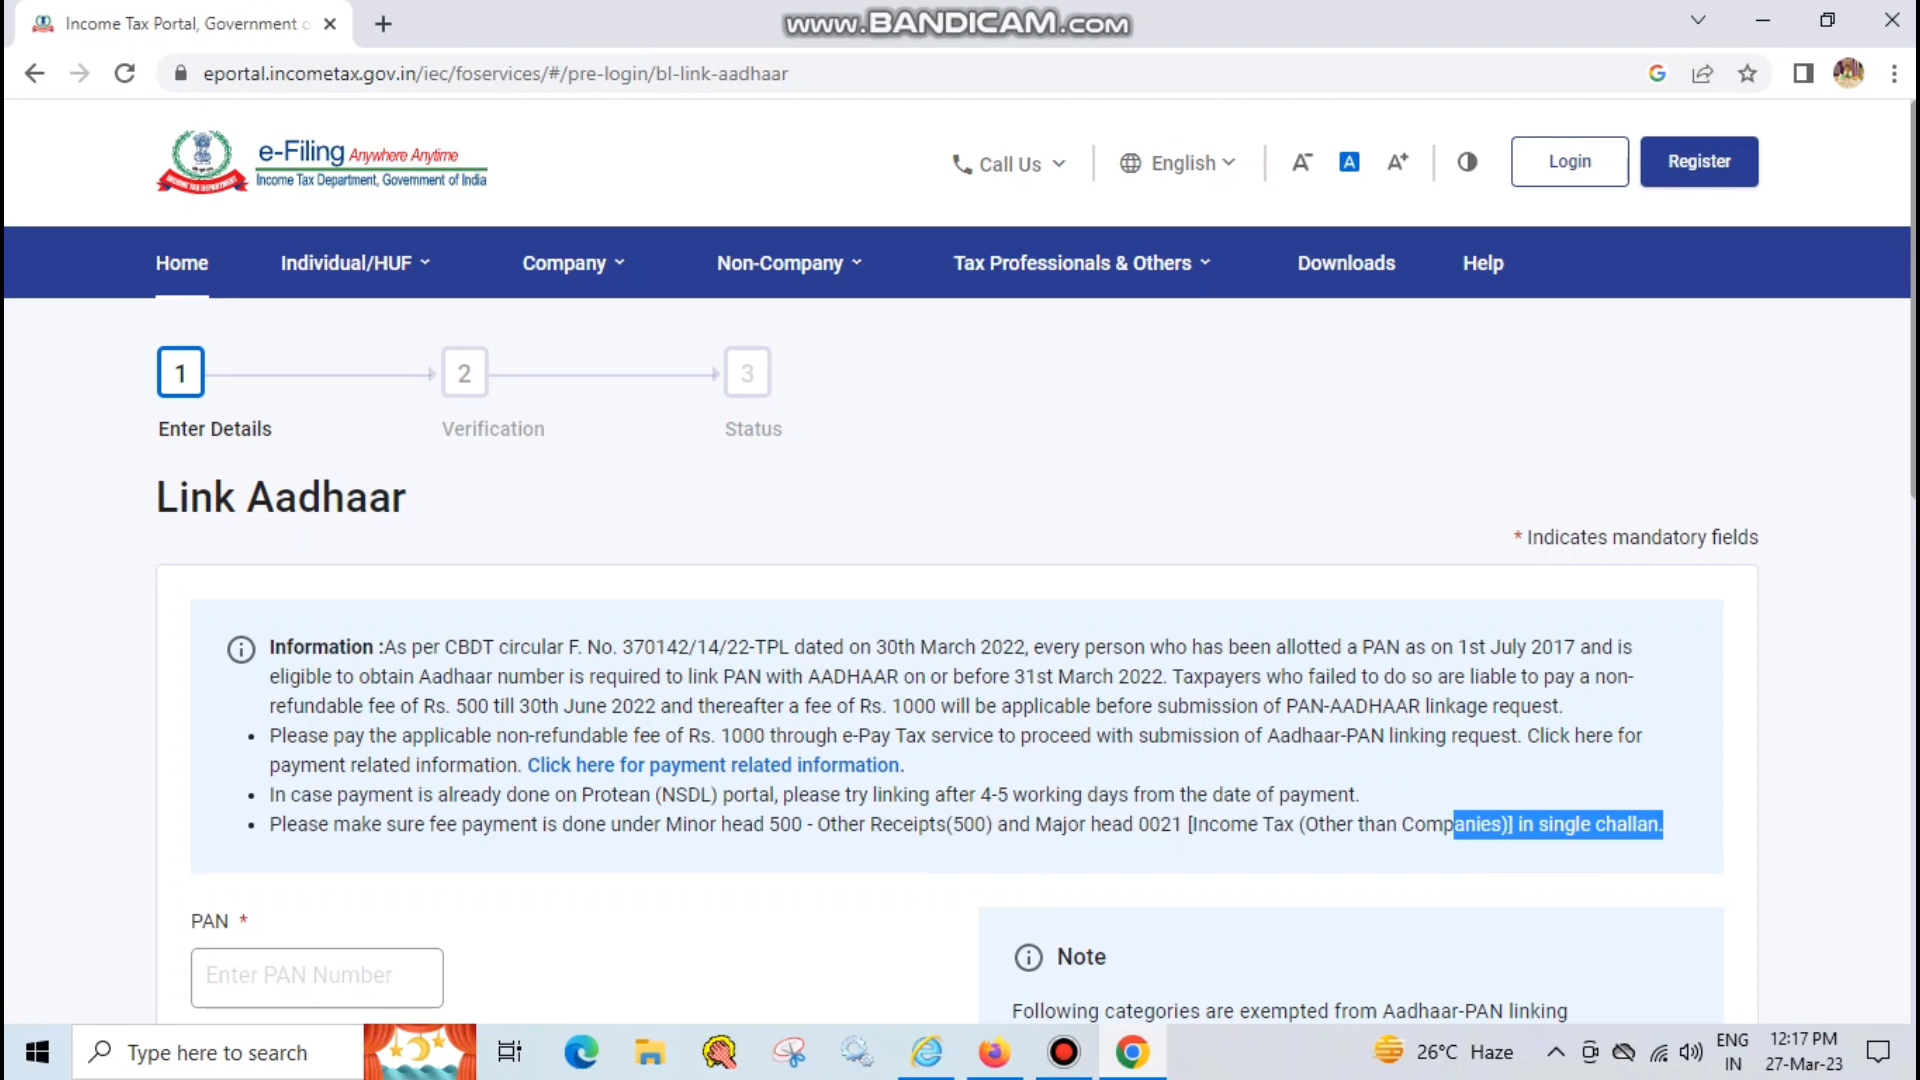 Income Tax Portal, Government o
www.BANDICAM.com
eportal.incometax.gov.in/iec/foservices/#/pre-login/bl-link-aadhaar
e-Filing Anywhere Anytime
Income Tax Department, Government of India
INCOME TAX DEPARTMENT
Call Us
English
A-
A
A+
Login
Register
Home
Individual/HUF
Company
Non-Company
Tax Professionals & Others
Downloads
Help
1
2
3
Enter Details
Verification
Status
Link Aadhaar
* Indicates mandatory fields
Information :As per CBDT circular F. No. 370142/14/22-TPL dated on 30th March 2022, every person who has been allotted a PAN as on 1st July 2017 and is
eligible to obtain Aadhaar number is required to link PAN with AADHAAR on or before 31st March 2022. Taxpayers who failed to do so are liable to pay a non-
refundable fee of Rs. 500 till 30th June 2022 and thereafter a fee of Rs. 1000 will be applicable before submission of PAN-AADHAAR linkage request.
• Please pay the applicable non-refundable fee of Rs. 1000 through e-Pay Tax service to proceed with submission of Aadhaar-PAN linking request. Click here for
payment related information. Click here for payment related information.
• In case payment is already done on Protean (NSDL) portal, please try linking after 4-5 working days from the date of payment.
• Please make sure fee payment is done under Minor head 500 - Other Receipts(500) and Major head 0021 [Income Tax (Other than Companies)] in single challan.
PAN *
Enter PAN Number
Note
Following categories are exempted from Aadhaar-PAN linking
Type here to search
26°C Haze
ENG
IN
12:17 PM
27-Mar-23